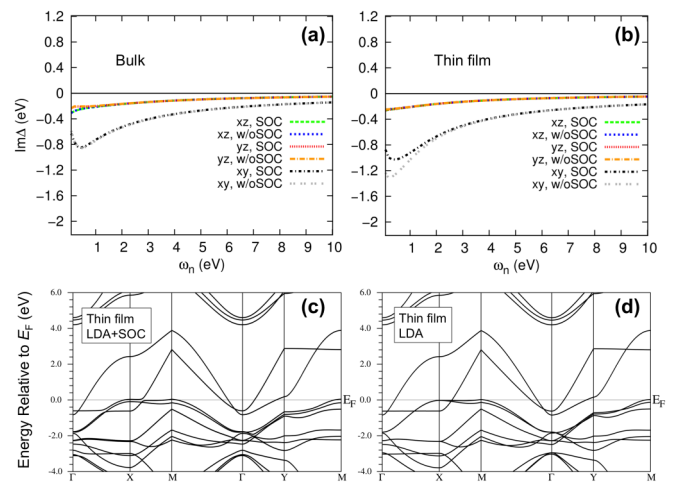 (a)
Bulk
ImΔ (eV)
1.2
0.8
0.4
0
-0.4
-0.8
-1.2
-1.6
-2
xz, SOC
xz, w/oSOC
yz, SOC
yz, w/oSOC
xy, SOC
xy, w/oSOC
1 2 3 4 5 6 7 8 9 10
ωn (eV)
(b)
Thin film
1.2
0.8
0.4
0
-0.4
-0.8
-1.2
-1.6
-2
xz, SOC
xz, w/oSOC
yz, SOC
yz, w/oSOC
xy, SOC
xy, w/oSOC
1 2 3 4 5 6 7 8 9 10
ωn (eV)
(c)
Thin film
LDA+SOC
Energy Relative to EF (eV)
6.0
4.0
2.0
0.0
-2.0
-4.0
EF
Γ X M Γ Y M
(d)
Thin film
LDA
6.0
4.0
2.0
0.0
-2.0
-4.0
EF
Γ X M Γ Y M